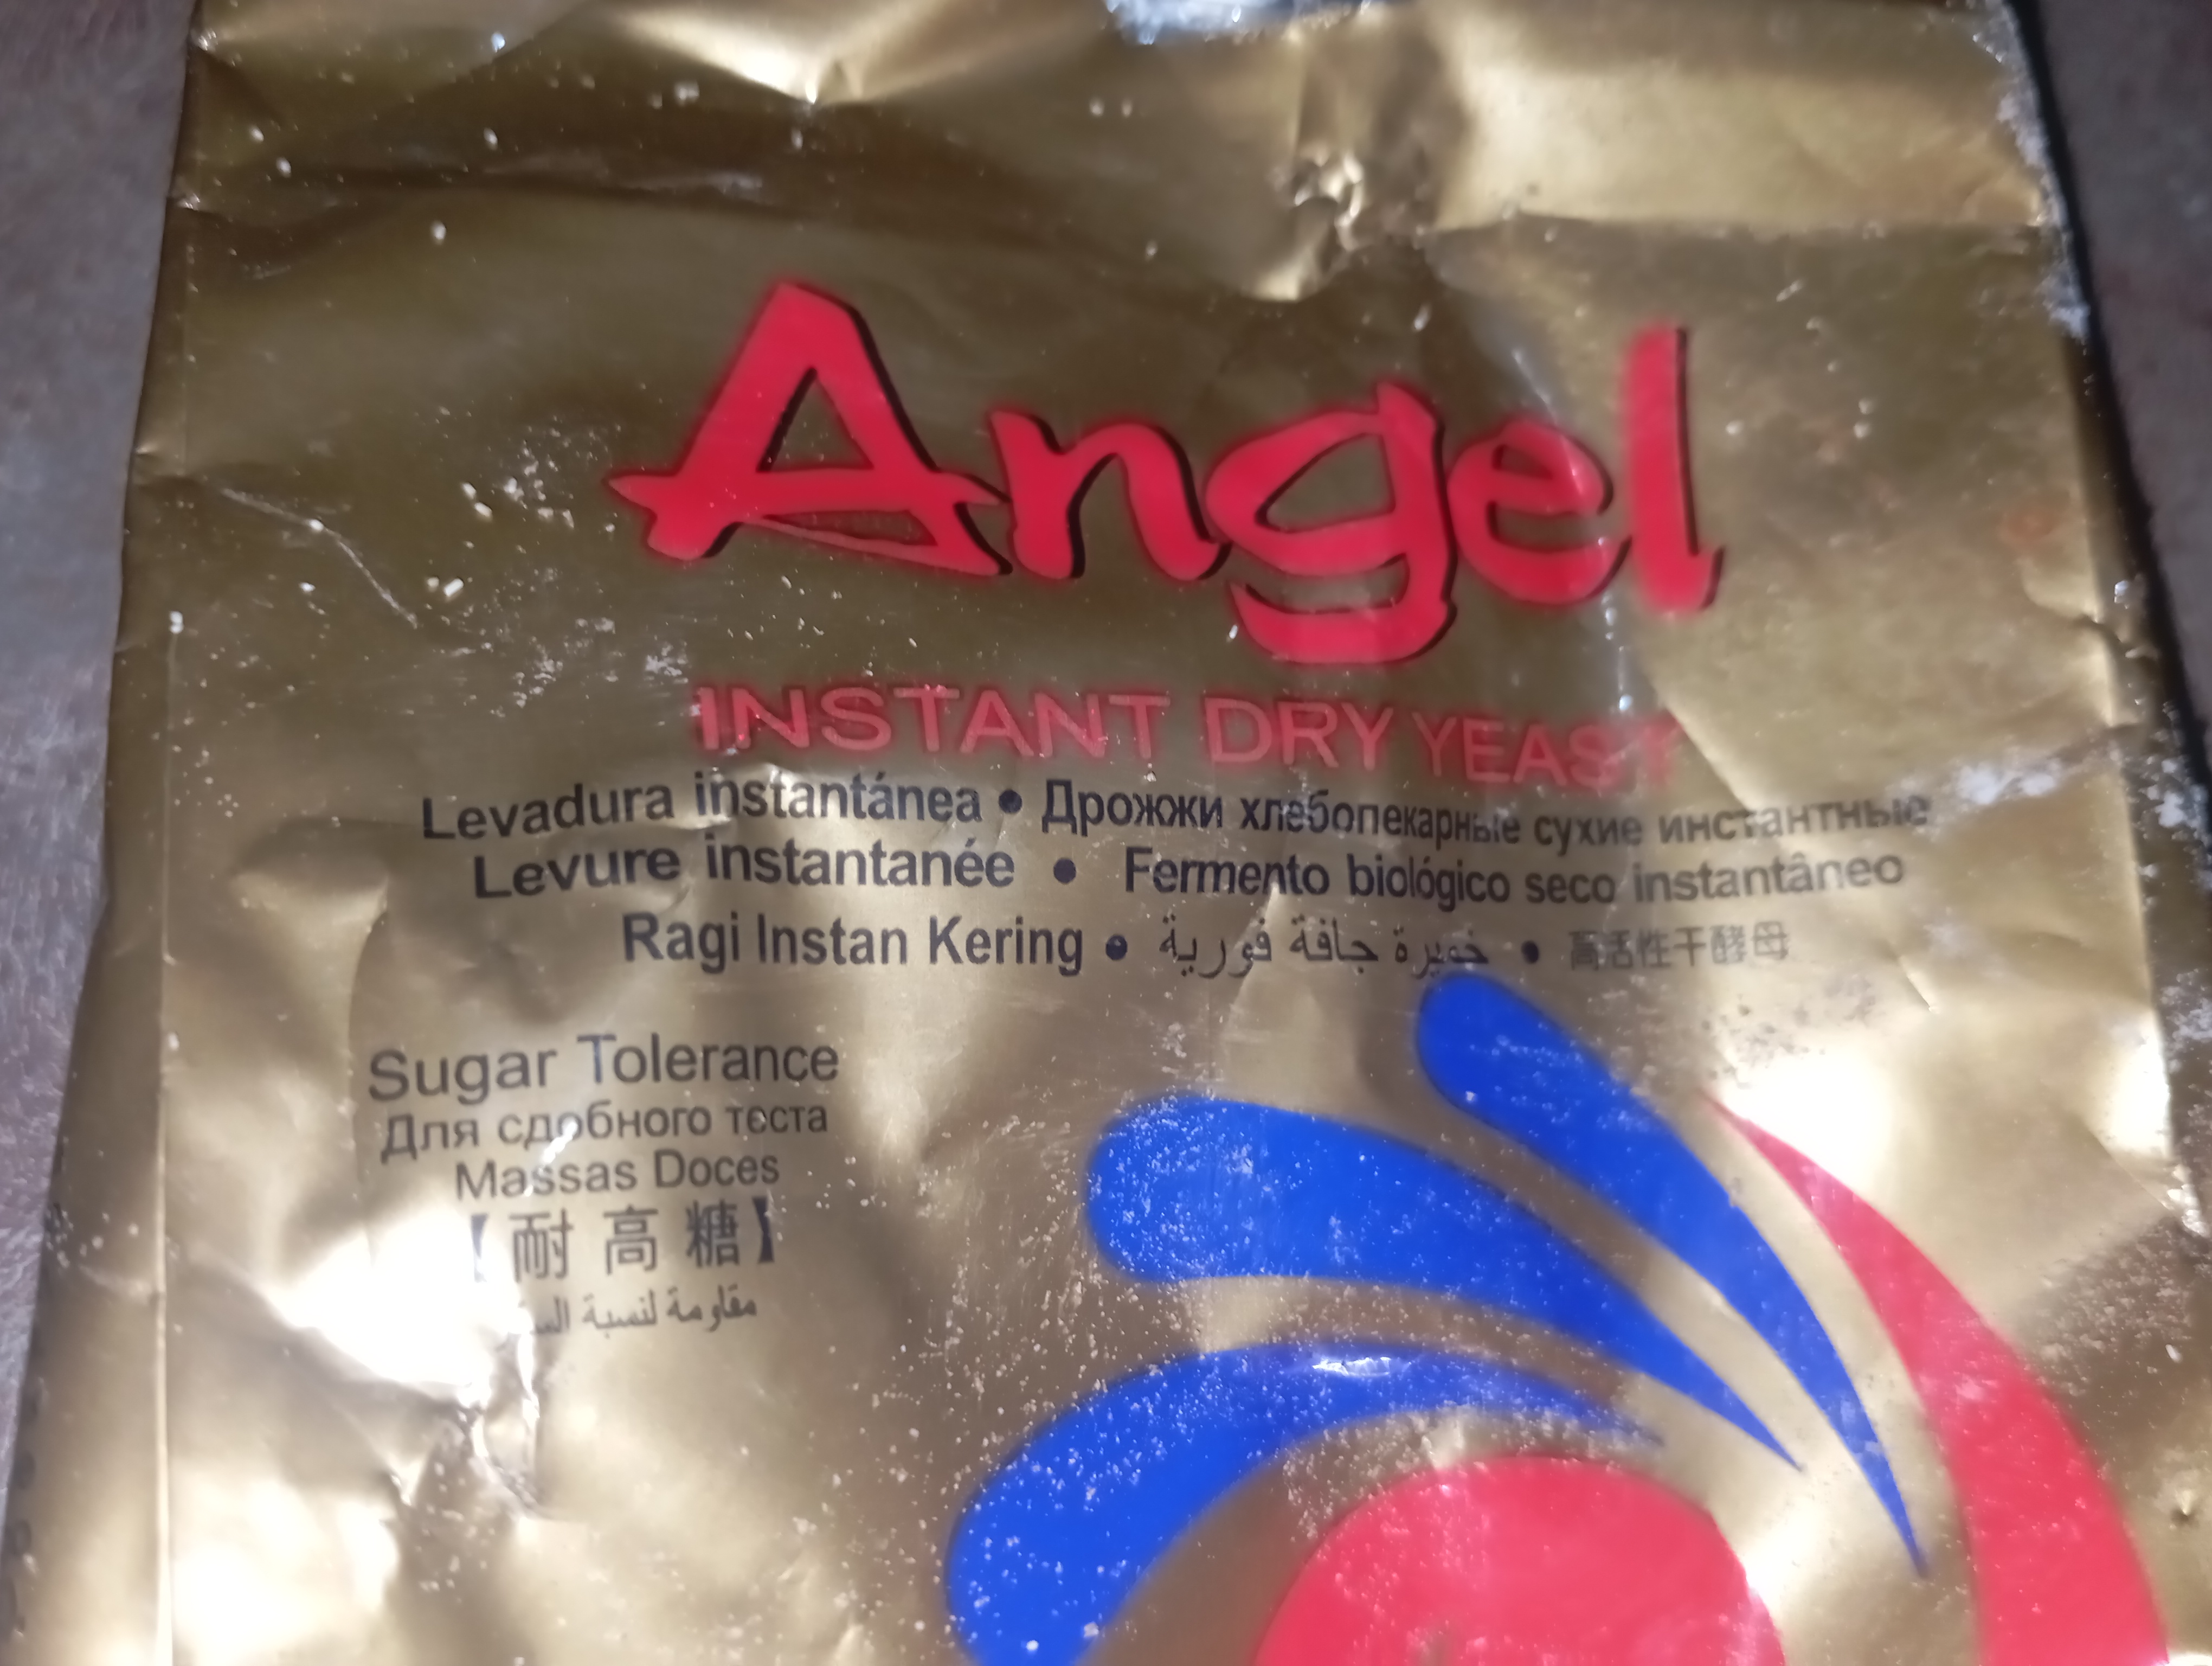 Angel
INSTANT DRY YEAST
Levadura instantánea • Дрожжи хлебопекарные сухие инстантные
Levure instantanée • Fermento biológico seco instantâneo
Ragi Instan Kering • خميرة جافة فورية • 高活性干酵母
Sugar Tolerance
Для сдобного теста
Massas Doces
【耐高糖】
مقاومة لنسبة